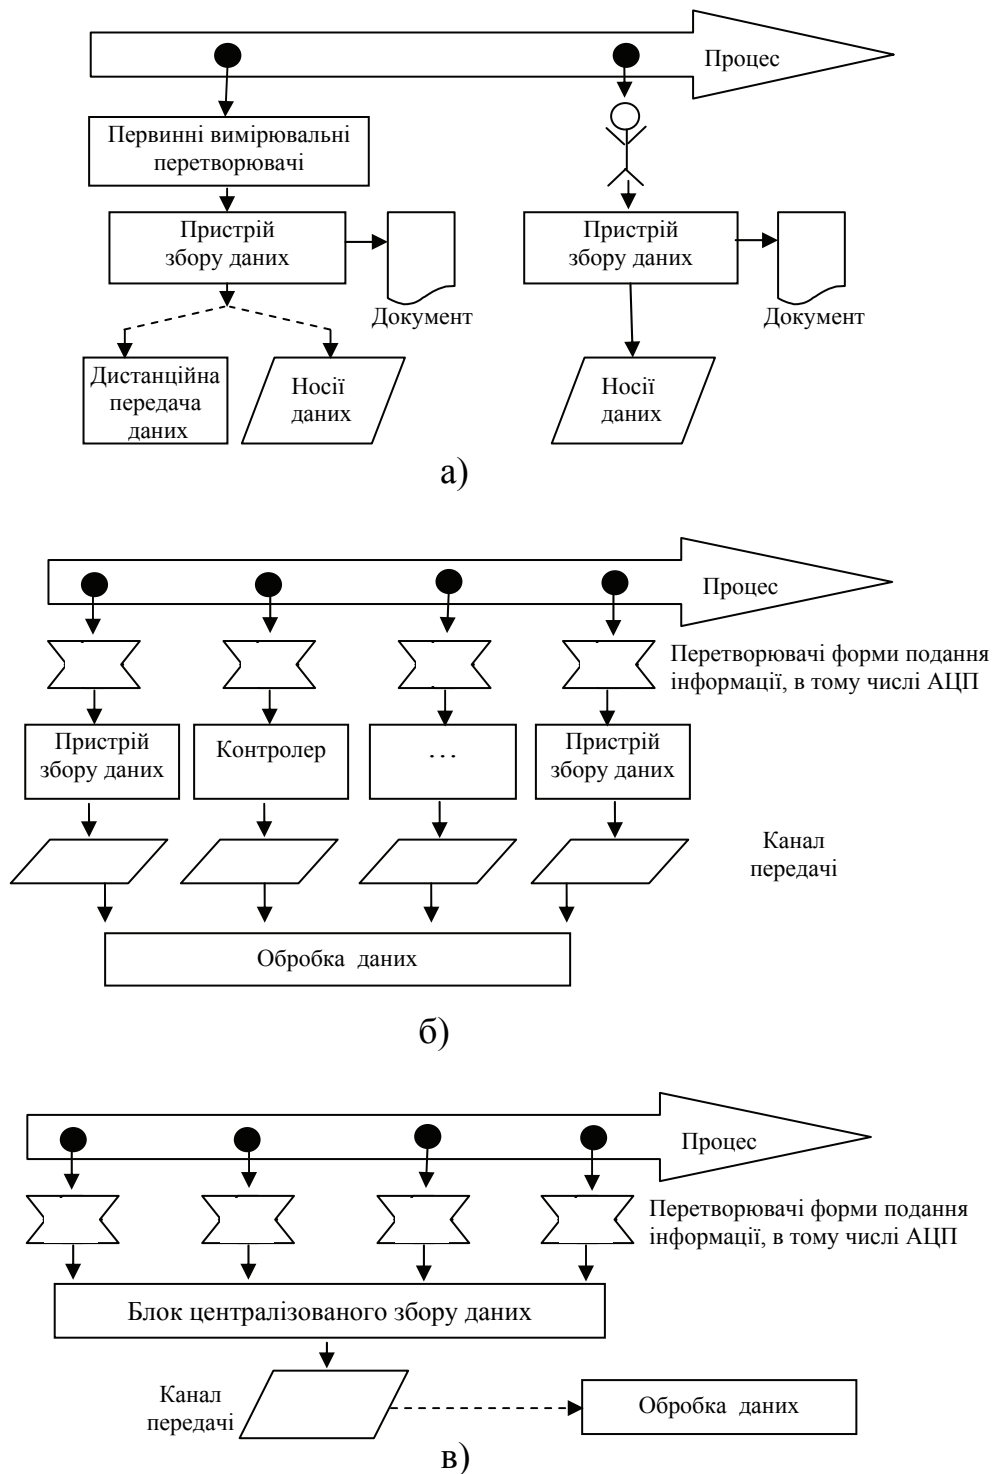 Процес
Первинні вимірювальні
перетворювачі
Пристрій
збору даних
Пристрій
збору даних
Документ
Документ
Дистанційна
передача
даних
Носії
даних
Носії
даних
а)
Процес
Перетворювачі форми подання
інформації, в тому числі АЦП
Пристрій
збору даних
Контролер
...
Пристрій
збору даних
Канал
передачі
Обробка даних
б)
Процес
Перетворювачі форми подання
інформації, в тому числі АЦП
Блок централізованого збору даних
Канал
передачі
Обробка даних
в)